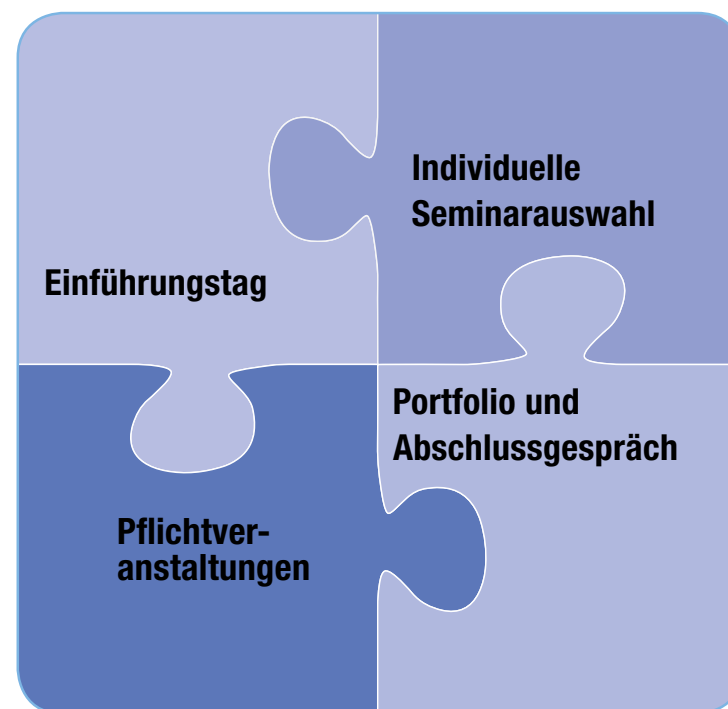 Individuelle
Seminarauswahl
Einführungstag
Portfolio und
Abschlussgespräch
Pflichtver-
anstaltungen